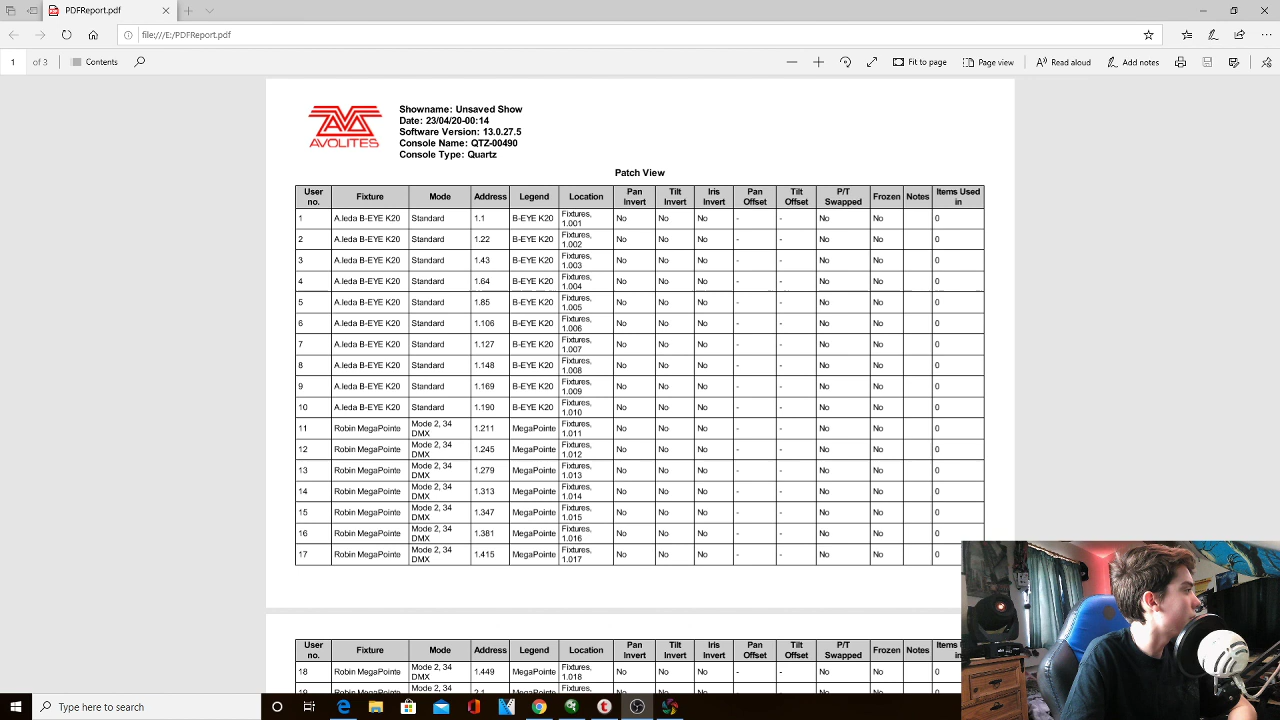 PDFReport.pdf
file:///E:/PDFReport.pdf
1 of 3 Contents Fit to page Page view Read aloud Add notes
AVOLITES
Showname: Unsaved Show
Date: 23/04/20-00:14
Software Version: 13.0.27.5
Console Name: QTZ-00490
Console Type: Quartz
Patch View
User no. Fixture Mode Address Legend Location Pan Invert Tilt Invert Iris Invert Pan Offset Tilt Offset P/T Swapped Frozen Notes Items Used in
1 A.leda B-EYE K20 Standard 1.1 B-EYE K20 Fixtures, 1.001 No No No - - No No 0
2 A.leda B-EYE K20 Standard 1.22 B-EYE K20 Fixtures, 1.002 No No No - - No No 0
3 A.leda B-EYE K20 Standard 1.43 B-EYE K20 Fixtures, 1.003 No No No - - No No 0
4 A.leda B-EYE K20 Standard 1.64 B-EYE K20 Fixtures, 1.004 No No No - - No No 0
5 A.leda B-EYE K20 Standard 1.85 B-EYE K20 Fixtures, 1.005 No No No - - No No 0
6 A.leda B-EYE K20 Standard 1.106 B-EYE K20 Fixtures, 1.006 No No No - - No No 0
7 A.leda B-EYE K20 Standard 1.127 B-EYE K20 Fixtures, 1.007 No No No - - No No 0
8 A.leda B-EYE K20 Standard 1.148 B-EYE K20 Fixtures, 1.008 No No No - - No No 0
9 A.leda B-EYE K20 Standard 1.169 B-EYE K20 Fixtures, 1.009 No No No - - No No 0
10 A.leda B-EYE K20 Standard 1.190 B-EYE K20 Fixtures, 1.010 No No No - - No No 0
11 Robin MegaPointe Mode 2, 34 DMX 1.211 MegaPointe Fixtures, 1.011 No No No - - No No 0
12 Robin MegaPointe Mode 2, 34 DMX 1.245 MegaPointe Fixtures, 1.012 No No No - - No No 0
13 Robin MegaPointe Mode 2, 34 DMX 1.279 MegaPointe Fixtures, 1.013 No No No - - No No 0
14 Robin MegaPointe Mode 2, 34 DMX 1.313 MegaPointe Fixtures, 1.014 No No No - - No No 0
15 Robin MegaPointe Mode 2, 34 DMX 1.347 MegaPointe Fixtures, 1.015 No No No - - No No 0
16 Robin MegaPointe Mode 2, 34 DMX 1.381 MegaPointe Fixtures, 1.016 No No No - - No No 0
17 Robin MegaPointe Mode 2, 34 DMX 1.415 MegaPointe Fixtures, 1.017 No No No - - No No 0
User no. Fixture Mode Address Legend Location Pan Invert Tilt Invert Iris Invert Pan Offset Tilt Offset P/T Swapped Frozen Notes Items
18 Robin MegaPointe Mode 2, 34 DMX 1.449 MegaPointe Fixtures, 1.018 No No No - - No No
Mode 2, 34 Fixtures,
Type here to search